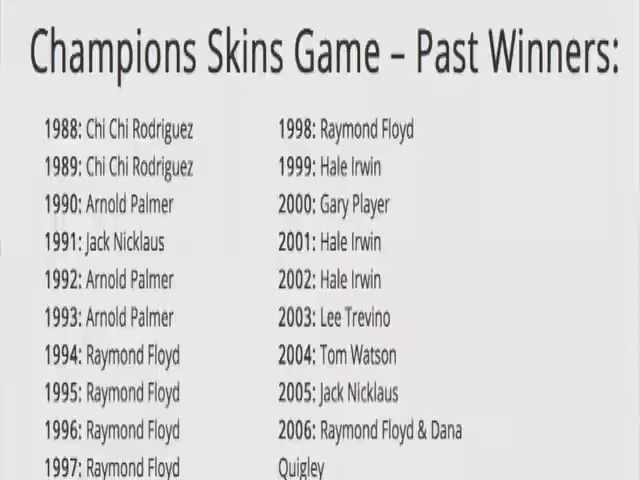 Champions Skins Game – Past Winners:
1988: Chi Chi Rodriguez
1989: Chi Chi Rodriguez
1990: Arnold Palmer
1991: Jack Nicklaus
1992: Arnold Palmer
1993: Arnold Palmer
1994: Raymond Floyd
1995: Raymond Floyd
1996: Raymond Floyd
1997: Raymond Floyd
1998: Raymond Floyd
1999: Hale Irwin
2000: Gary Player
2001: Hale Irwin
2002: Hale Irwin
2003: Lee Trevino
2004: Tom Watson
2005: Jack Nicklaus
2006: Raymond Floyd & Dana
Quigley